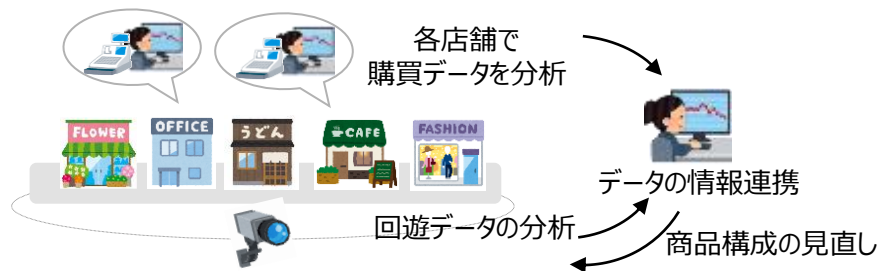 各店舗で
購買データを分析
FLOWER
OFFICE
うどん
CAFE
FASHION
データの情報連携
回遊データの分析
商品構成の見直し